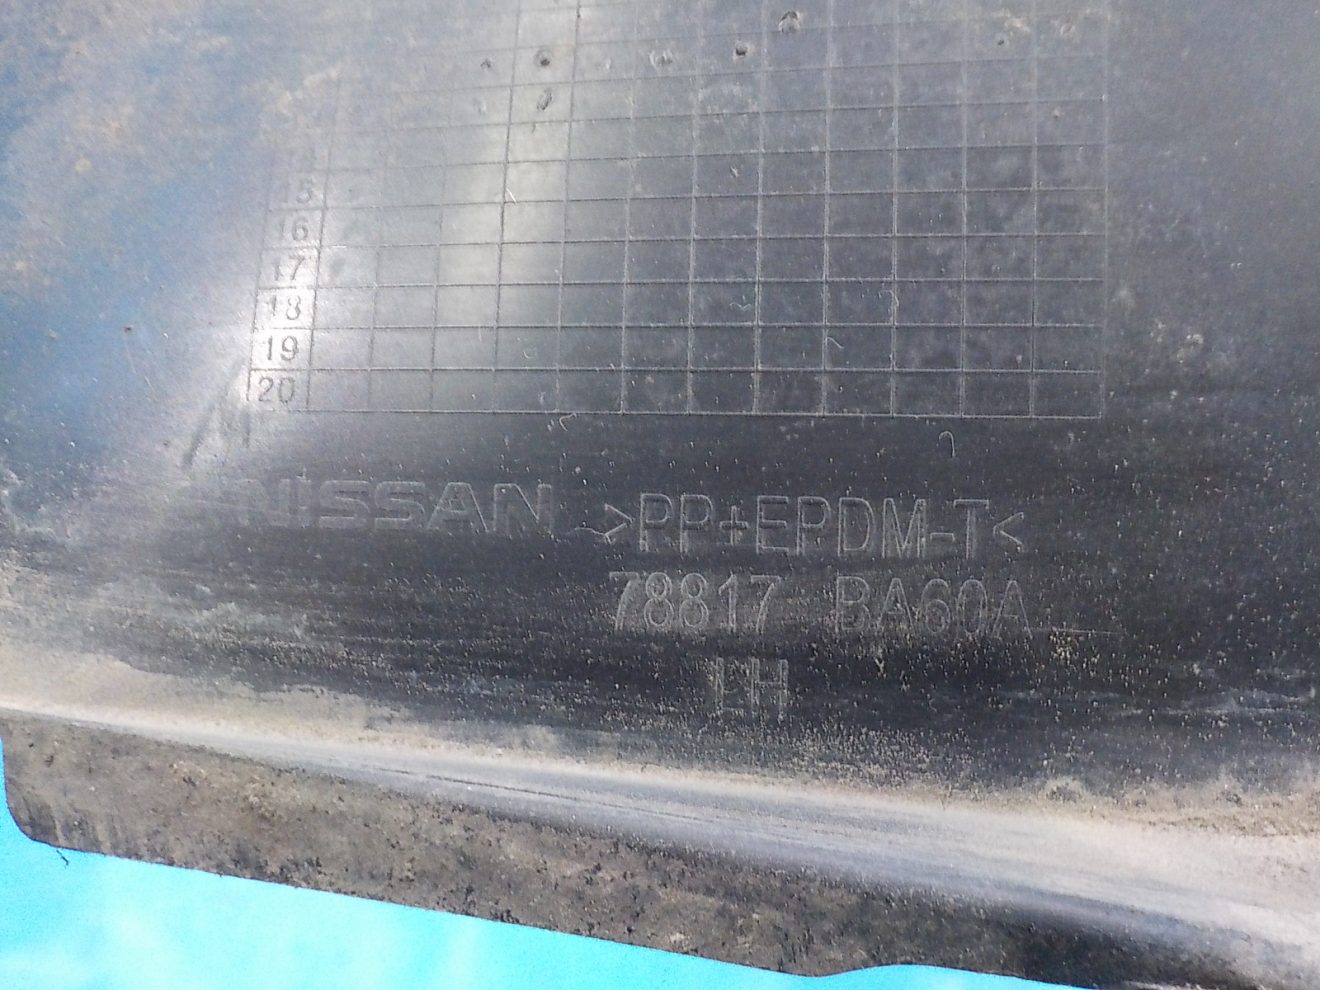 15
16
17
18
19
20
NISSAN >PP+EPDM-T<
78817 BA60A
LH